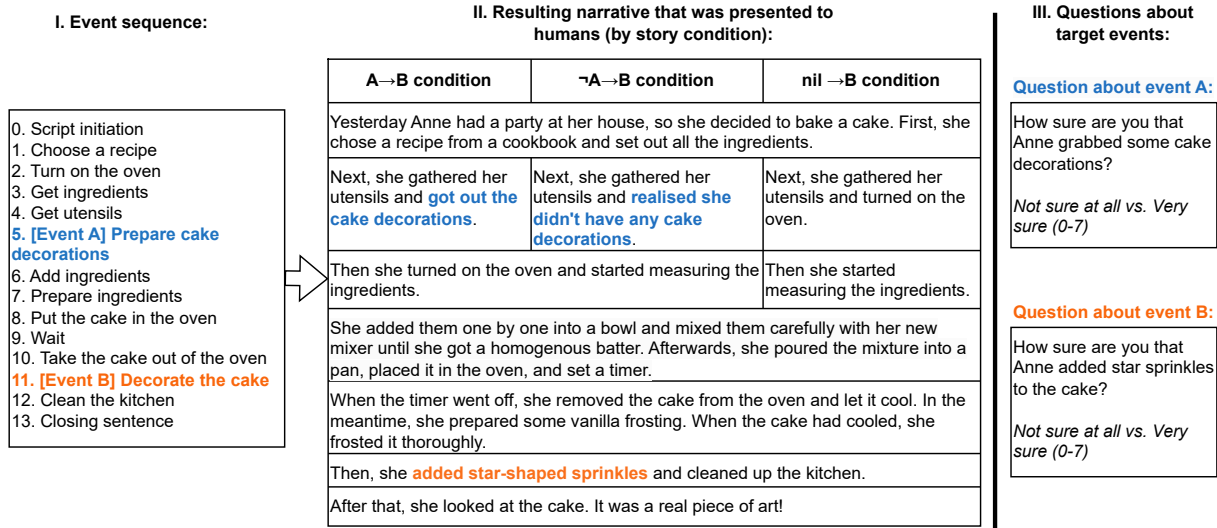 I. Event sequence:
0. Script initiation
1. Choose a recipe
2. Turn on the oven
3. Get ingredients
4. Get utensils
5. [Event A] Prepare cake
decorations
6. Add ingredients
7. Prepare ingredients
8. Put the cake in the oven
9. Wait
10. Take the cake out of the oven
11. [Event B] Decorate the cake
12. Clean the kitchen
13. Closing sentence
II. Resulting narrative that was presented to
humans (by story condition):
A→B condition
¬A→B condition
nil →B condition
Yesterday Anne had a party at her house, so she decided to bake a cake. First, she
chose a recipe from a cookbook and set out all the ingredients.
Next, she gathered her
utensils and got out the
cake decorations.
Next, she gathered her
utensils and realised she
didn't have any cake
decorations.
Next, she gathered her
utensils and turned on the
oven.
Then she turned on the oven and started measuring the
ingredients.
Then she started
measuring the ingredients.
She added them one by one into a bowl and mixed them carefully with her new
mixer until she got a homogenous batter. Afterwards, she poured the mixture into a
pan, placed it in the oven, and set a timer.
When the timer went off, she removed the cake from the oven and let it cool. In the
meantime, she prepared some vanilla frosting. When the cake had cooled, she
frosted it thoroughly.
Then, she added star-shaped sprinkles and cleaned up the kitchen.
After that, she looked at the cake. It was a real piece of art!
III. Questions about
target events:
Question about event A:
How sure are you that
Anne grabbed some cake
decorations?
Not sure at all vs. Very
sure (0-7)
Question about event B:
How sure are you that
Anne added star sprinkles
to the cake?
Not sure at all vs. Very
sure (0-7)